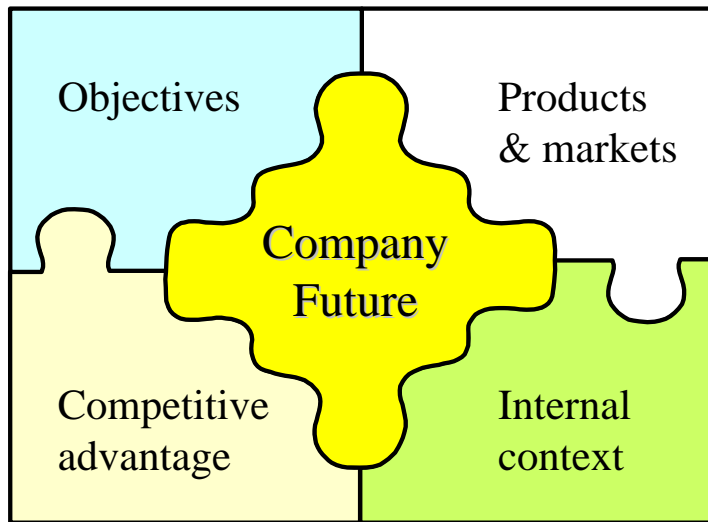 Objectives
Products
& markets
Company
Future
Competitive
advantage
Internal
context